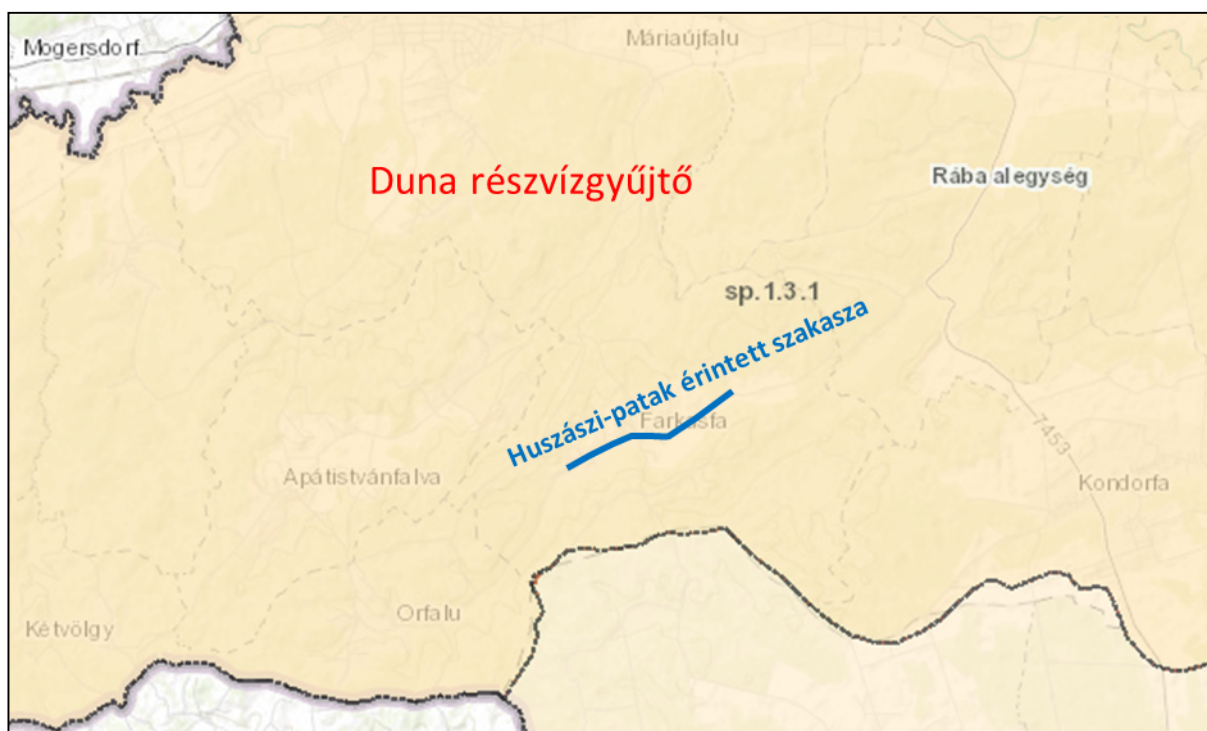 Mogersdorf
Máriaújfalu
Duna részvízgyűjtő
Rába alegység
sp.1.3.1
Huszászi-patak érintett szakasza
Farkasfa
7453
Apátistvánfalva
Kondorfa
Orfalu
Kétvölgy